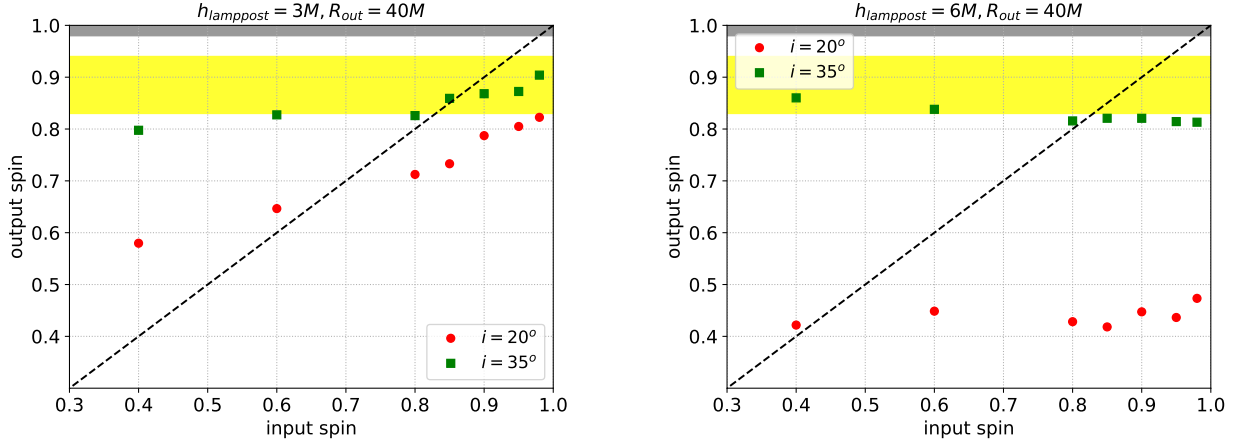 h_lamppost = 3M, R_out = 40M
1.0
0.9
0.8
0.7
0.6
0.5
0.4
output spin
i = 20^o
i = 35^o
0.3 0.4 0.5 0.6 0.7 0.8 0.9 1.0
input spin
h_lamppost = 6M, R_out = 40M
i = 20^o
i = 35^o
1.0
0.9
0.8
0.7
0.6
0.5
0.4
output spin
0.3 0.4 0.5 0.6 0.7 0.8 0.9 1.0
input spin